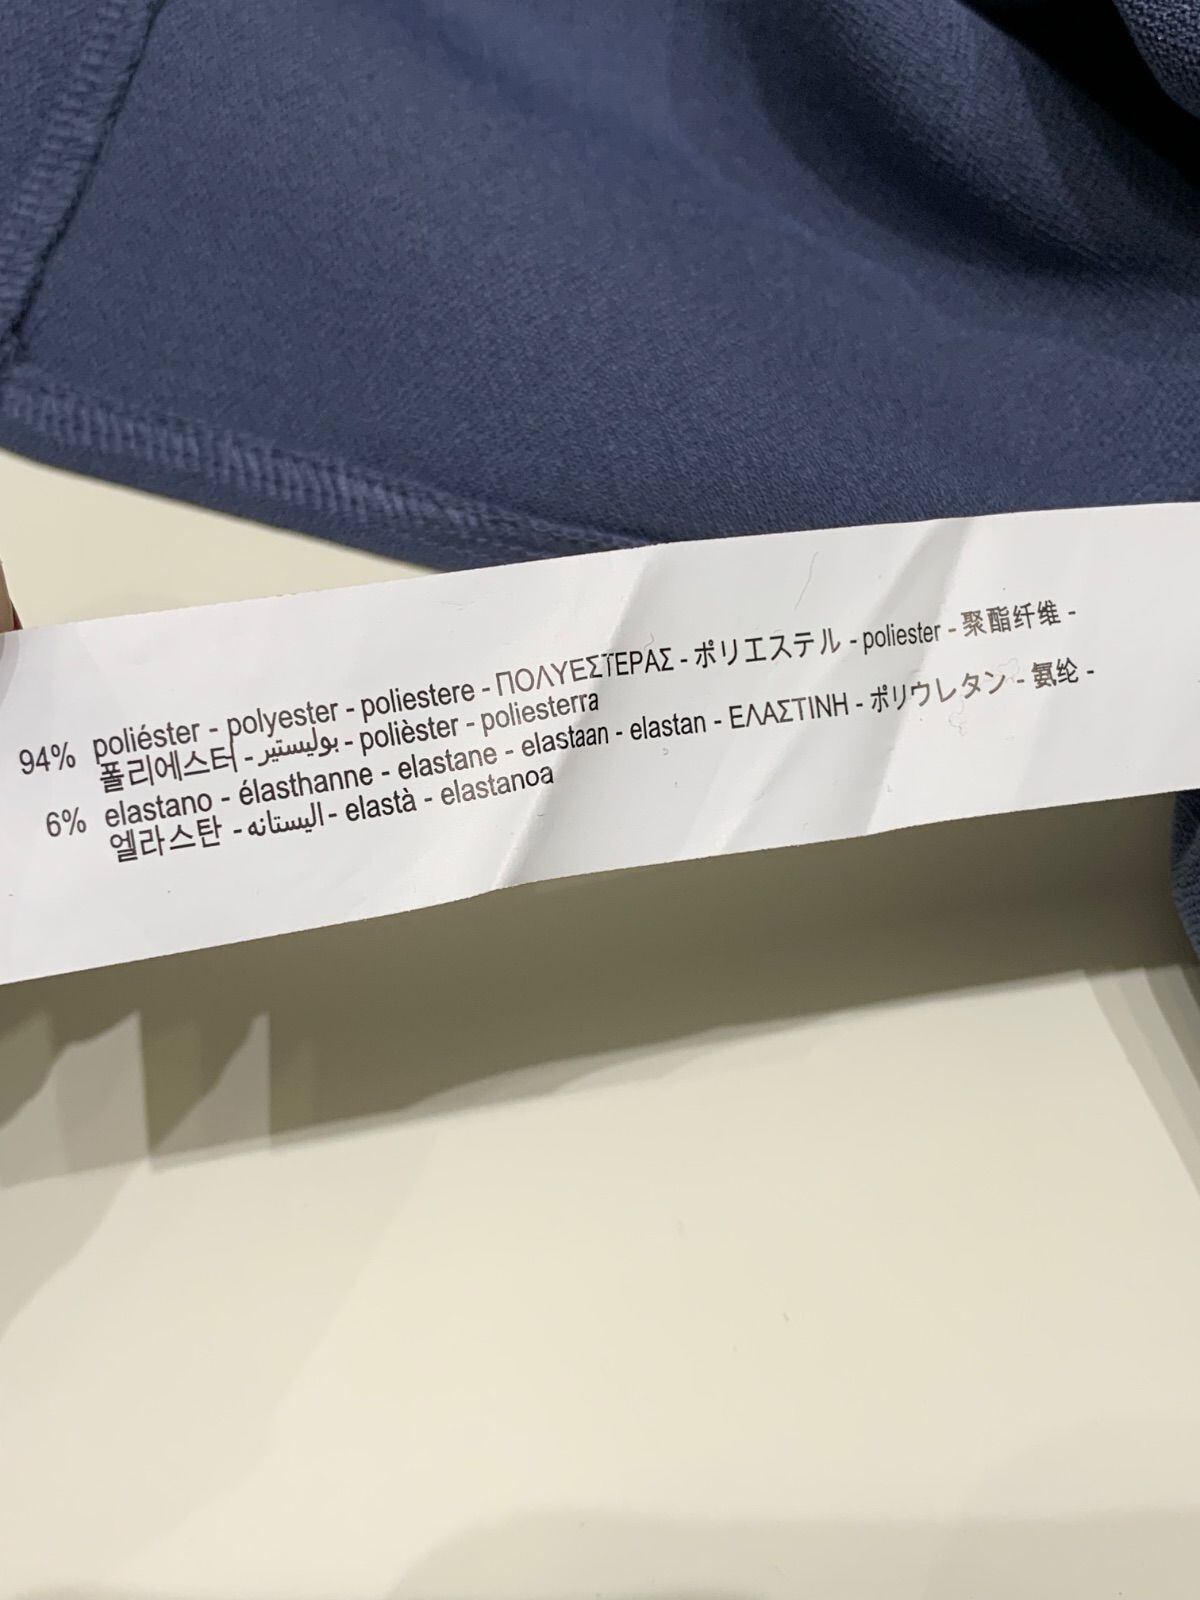 94% poliéster - polyester - poliestere - ΠΟΛΥΕΣΤΕΡΑΣ - ポリエステル - poliester - 聚酯纤维 -
폴리에스터 - بوليستير - polièster - poliesterra
6% elastano - élasthanne - elastane - elastaan - elastan - ΕΛΑΣΤΙΝΗ - ポリウレタン - 氨纶 -
엘라스탄 - اليستانه - elastà - elastanoa